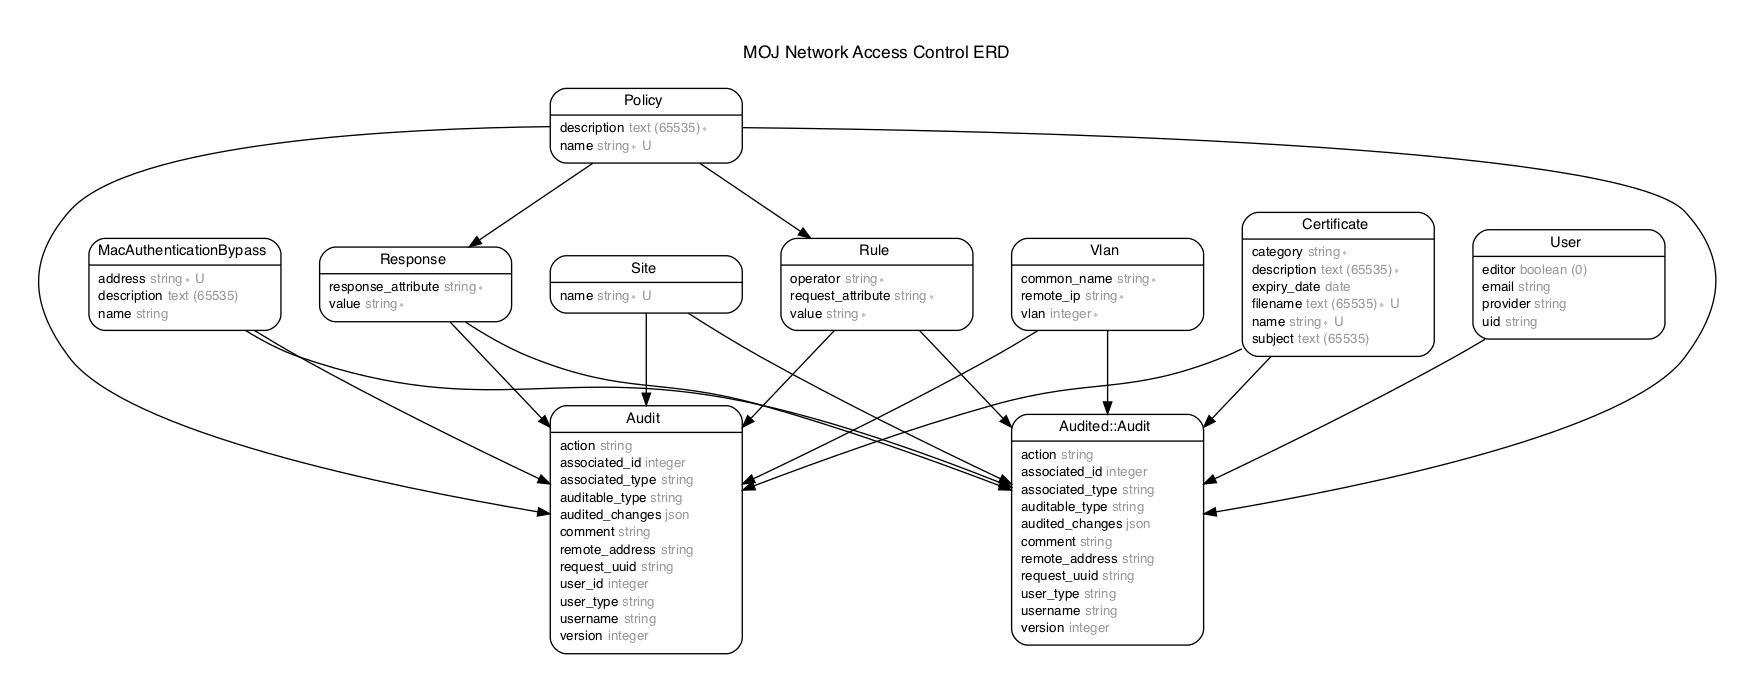 MOJ Network Access Control ERD
Policy
description text (65535) ∗
name string ∗ U
MacAuthenticationBypass
address string ∗ U
description text (65535)
name string
Response
response_attribute string ∗
value string ∗
Site
name string ∗ U
Rule
operator string ∗
request_attribute string ∗
value string ∗
Vlan
common_name string ∗
remote_ip string ∗
vlan integer ∗
Certificate
category string ∗
description text (65535) ∗
expiry_date date
filename text (65535) ∗ U
name string ∗ U
subject text (65535)
User
editor boolean (0)
email string
provider string
uid string
Audit
action string
associated_id integer
associated_type string
auditable_type string
audited_changes json
comment string
remote_address string
request_uuid string
user_id integer
user_type string
username string
version integer
Audited::Audit
action string
associated_id integer
associated_type string
auditable_type string
audited_changes json
comment string
remote_address string
request_uuid string
user_type string
username string
version integer